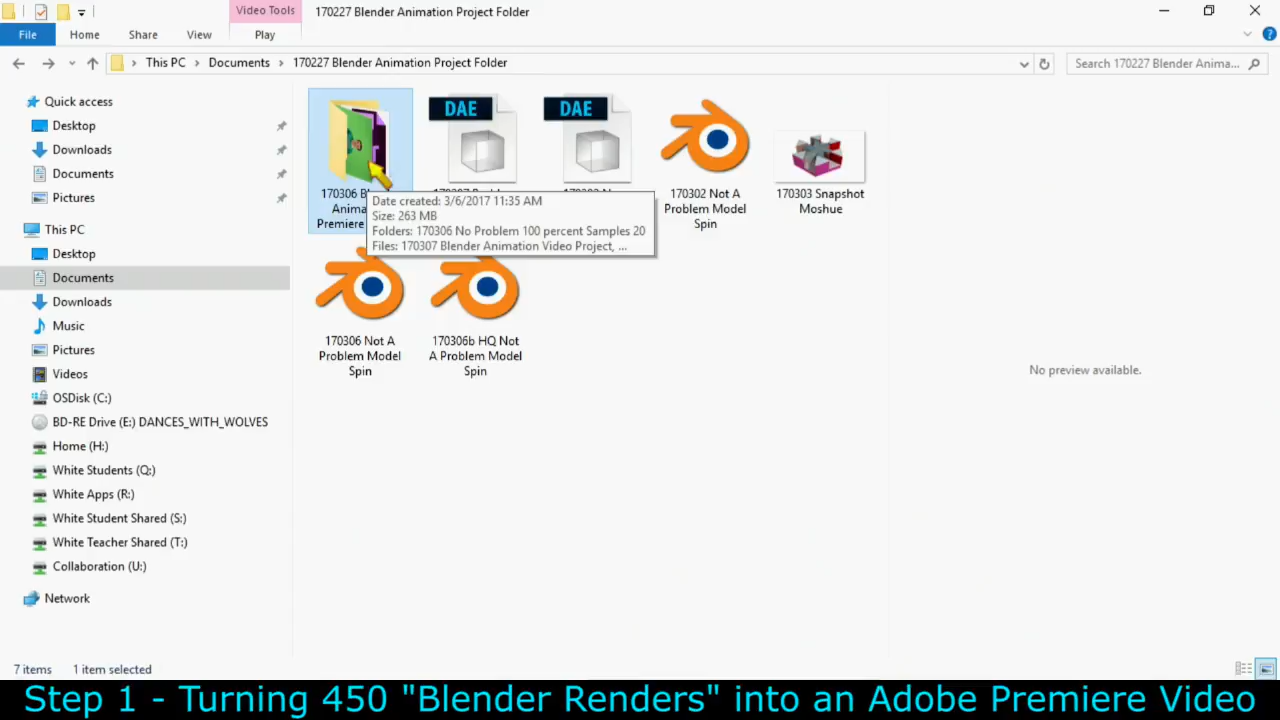 Video Tools
170227 Blender Animation Project Folder
File
Home
Share
View
Play
This PC
Documents
170227 Blender Animation Project Folder
Search 170227 Blender Anima...
Quick access
Desktop
Downloads
Documents
Pictures
This PC
Desktop
Documents
Downloads
Music
Pictures
Videos
OSDisk (C:)
BD-RE Drive (E:) DANCES_WITH_WOLVES
Home (H:)
White Students (Q:)
White Apps (R:)
White Student Shared (S:)
White Teacher Shared (T:)
Collaboration (U:)
Network
DAE
DAE
170306
Premiere
Date created: 3/6/2017 11:35 AM
Size: 263 MB
Folders: 170306 No Problem 100 percent Samples 20
Files: 170307 Blender Animation Video Project, ...
170302 Not A
Problem Model
Spin
170303 Snapshot
Moshue
170306 Not A
Problem Model
Spin
170306b HQ Not
A Problem Model
Spin
No preview available.
7 items
1 item selected
Step 1 - Turning 450 "Blender Renders" into an Adobe Premiere Video